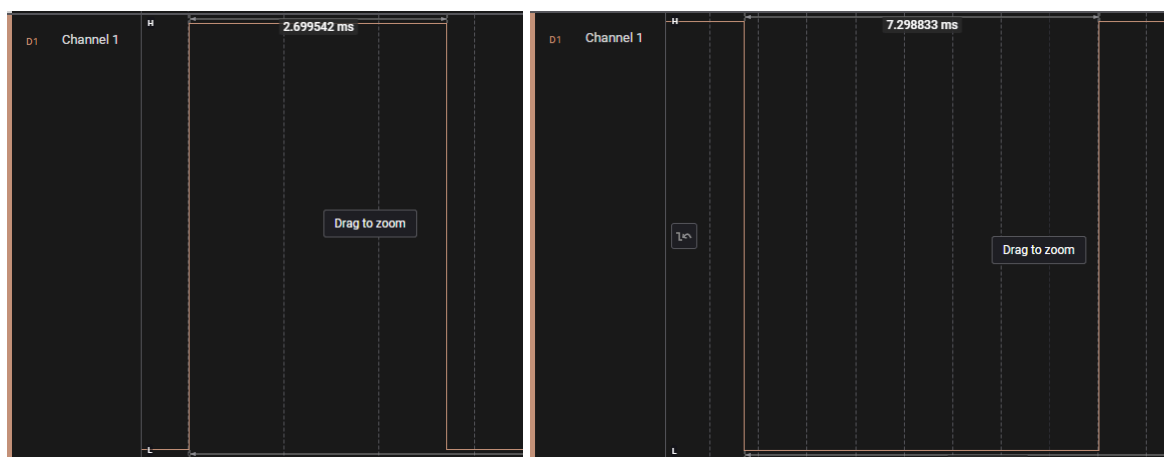 H
2.699542 ms
D1 Channel 1
Drag to zoom
L
H
7.298833 ms
D1 Channel 1
Drag to zoom
L